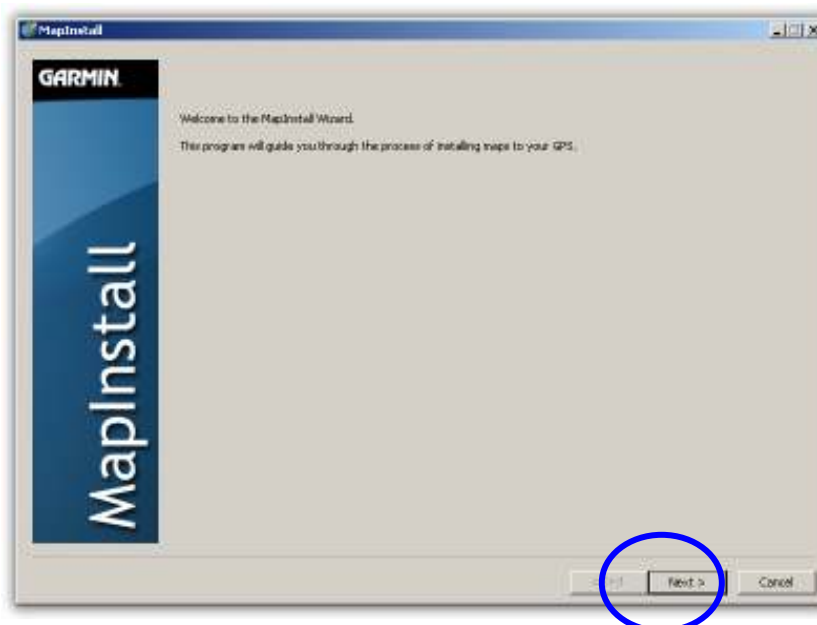 MapInstall
GARMIN
Welcome to the MapInstall Wizard.
This program will guide you through the process of installing maps to your GPS.
MapInstall
Next >
Cancel